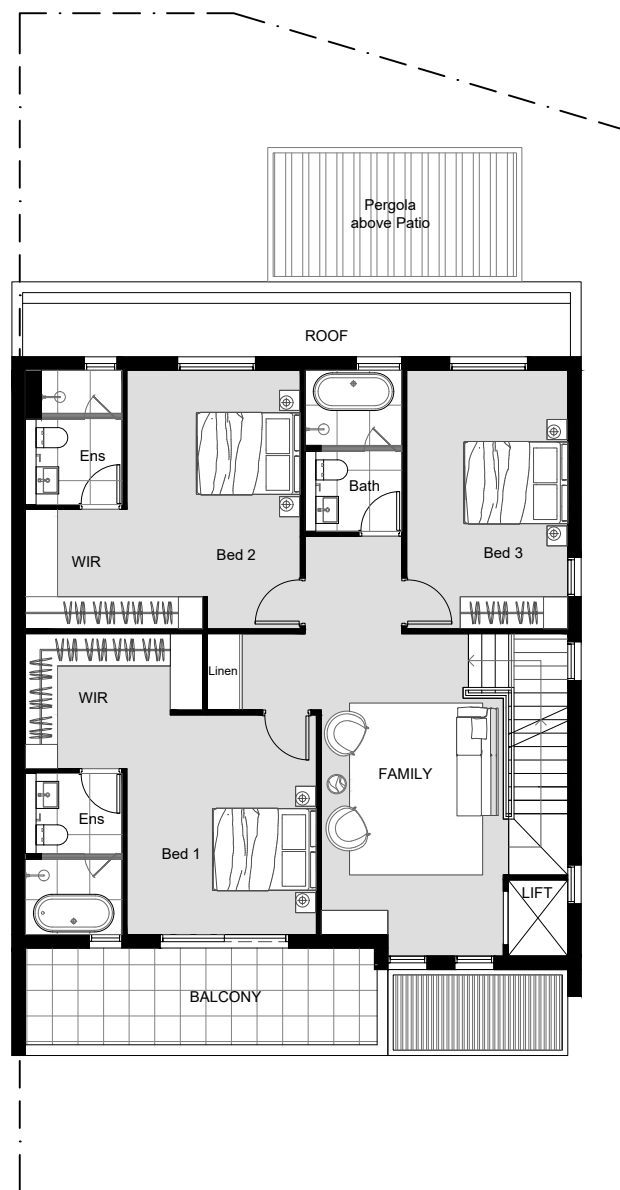 Pergola
above Patio
ROOF
Ens
Bath
Bed 2
Bed 3
WIR
Linen
WIR
FAMILY
Ens
Bed 1
LIFT
BALCONY